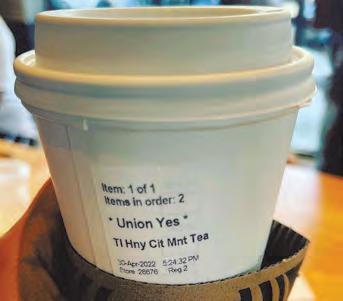 Item: 1 of 1
Items in order: 2
* Union Yes *
Tl Hny Cit Mnt Tea
30-Apr-2022 5:24:32 PM
Store 28676 Reg 2